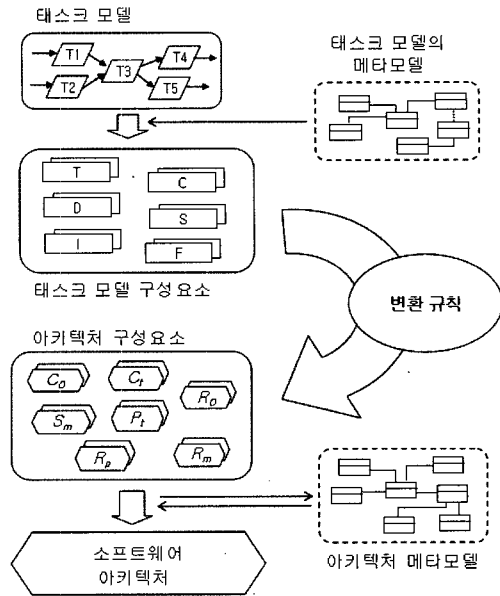 태스크 모델
T1
T4
T3
T2
T5
태스크 모델의
메타모델
T
C
D
S
I
F
태스크 모델 구성요소
변환 규칙
아키텍처 구성요소
C₀
Cₜ
R₀
Sₘ
Pₜ
Rₚ
Rₘ
소프트웨어
아키텍처
아키텍처 메타모델